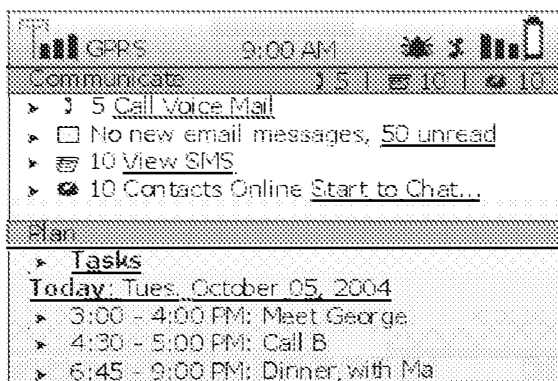 GPRS 9:00 AM
Communicate 5 | 10 | 10
5 Call Voice Mail
No new email messages, 50 unread
10 View SMS
10 Contacts Online Start to Chat...
Plan
Tasks
Today: Tues, October 05, 2004
3:00 - 4:00 PM: Meet George
4:30 - 5:00 PM: Call B
6:45 - 9:00 PM: Dinner, with Ma